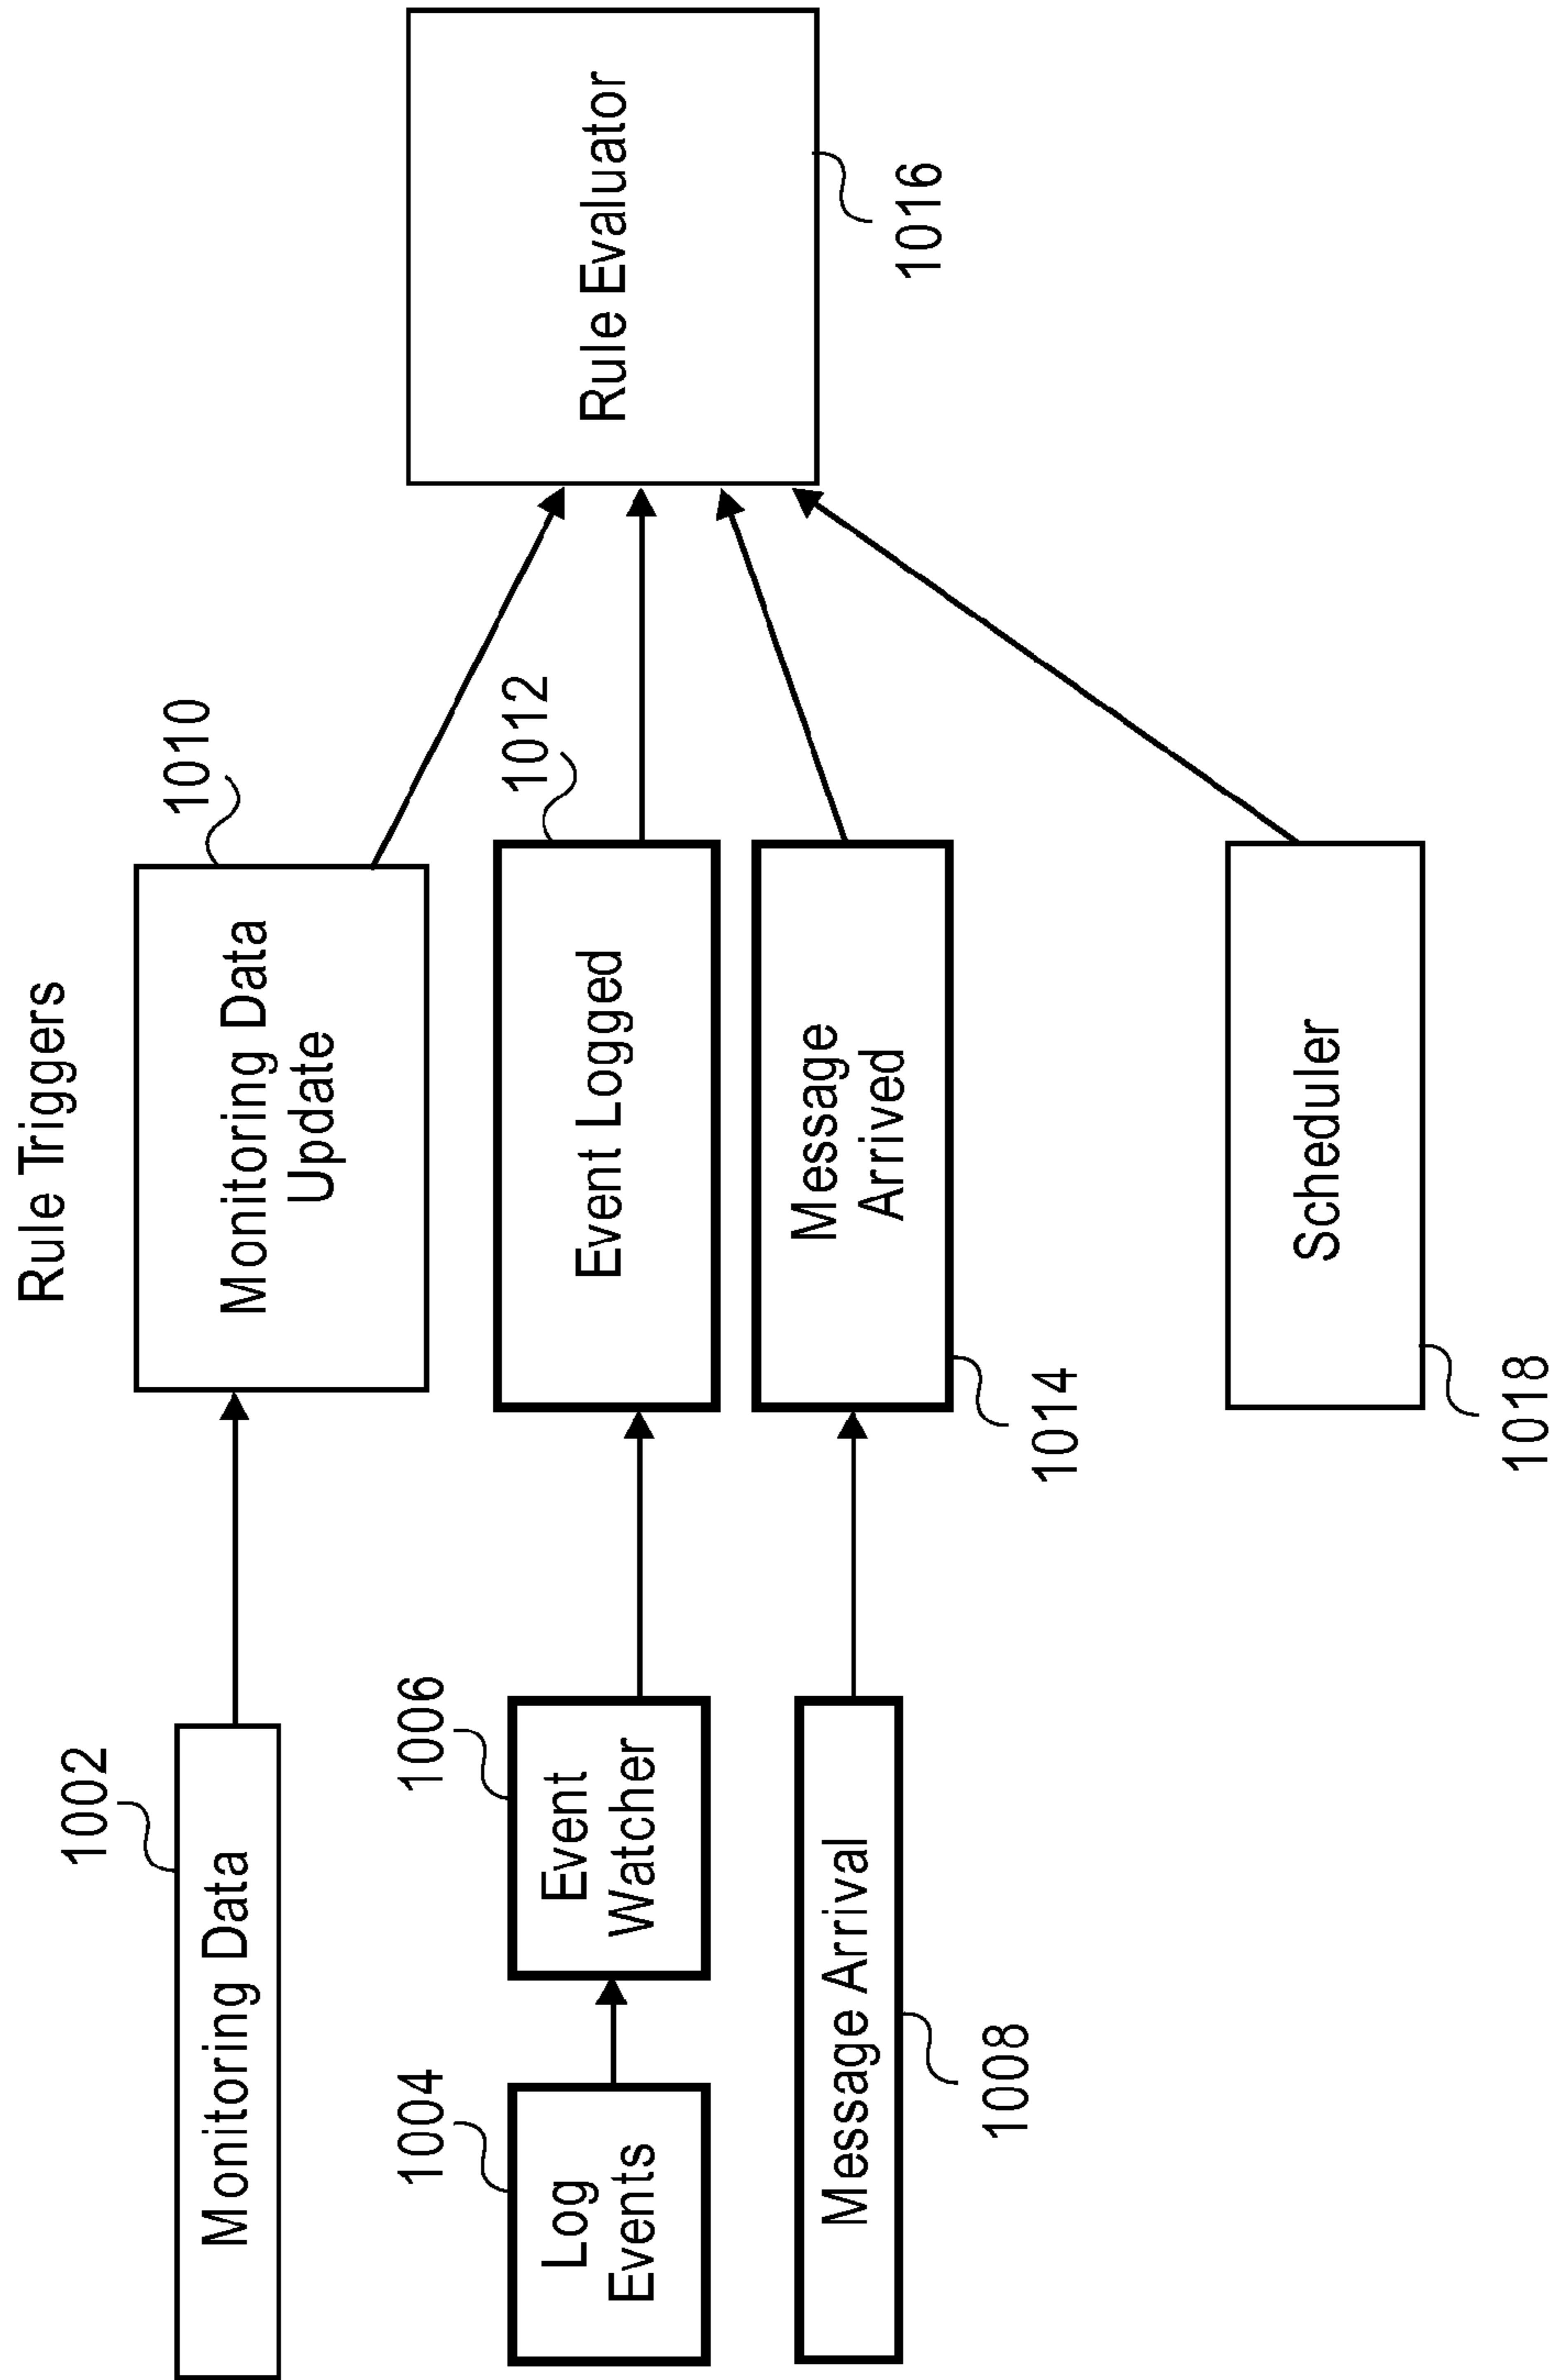 Rule Triggers
1002
Monitoring Data
1010
Monitoring Data
Update
1004
Log
Events
1006
Event
Watcher
1012
Event Logged
Rule Evaluator
1016
Message Arrival
1008
Message
Arrived
1014
Scheduler
1018